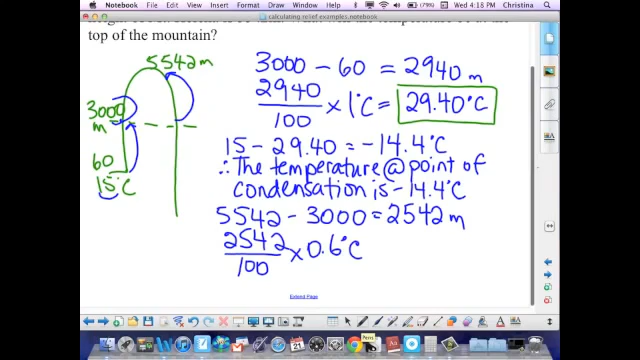 Notebook File Edit View Insert Format Window Help Wed 4:18 PM Christina
calculating relief examples.notebook
top of the mountain?
5542m
3000
m
60
15°C
3000 - 60 = 2940 m
2940
100
× 1°C = 29.40°C
15 - 29.40 = -14.4°C
∴ The temperature @ point of
condensation is -14.4°C
5542 - 3000 = 2542 m
2542
100
× 0.6°C
Extend Page